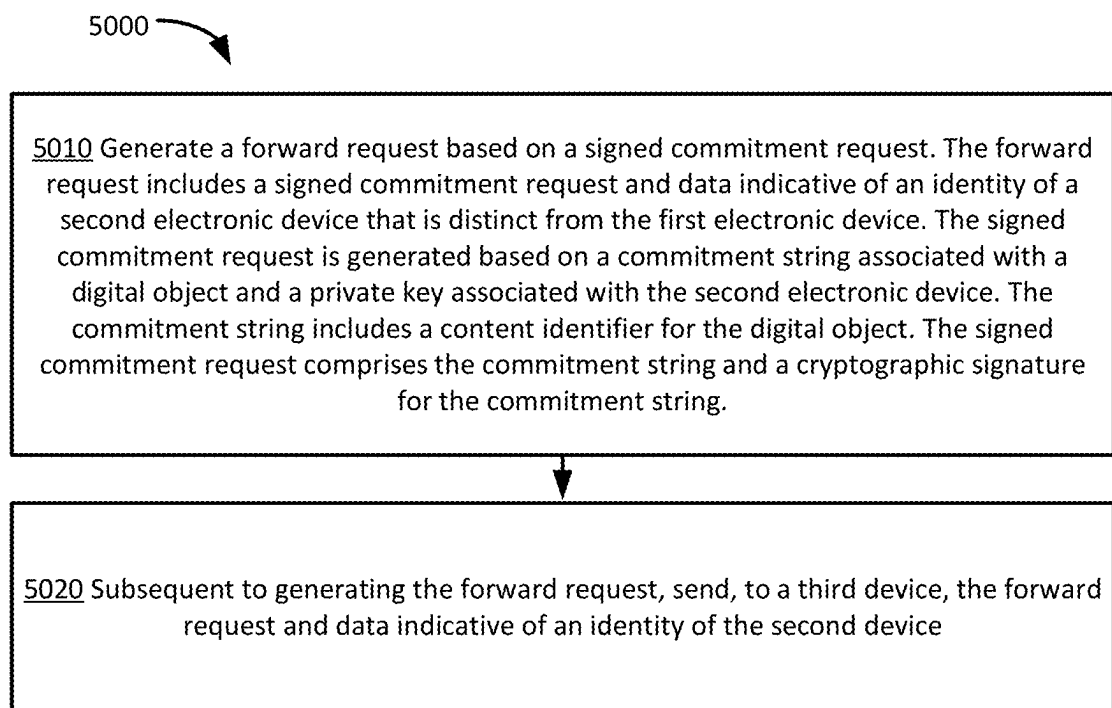 5000
5010 Generate a forward request based on a signed commitment request. The forward
request includes a signed commitment request and data indicative of an identity of a
second electronic device that is distinct from the first electronic device. The signed
commitment request is generated based on a commitment string associated with a
digital object and a private key associated with the second electronic device. The
commitment string includes a content identifier for the digital object. The signed
commitment request comprises the commitment string and a cryptographic signature
for the commitment string.
5020 Subsequent to generating the forward request, send, to a third device, the forward
request and data indicative of an identity of the second device